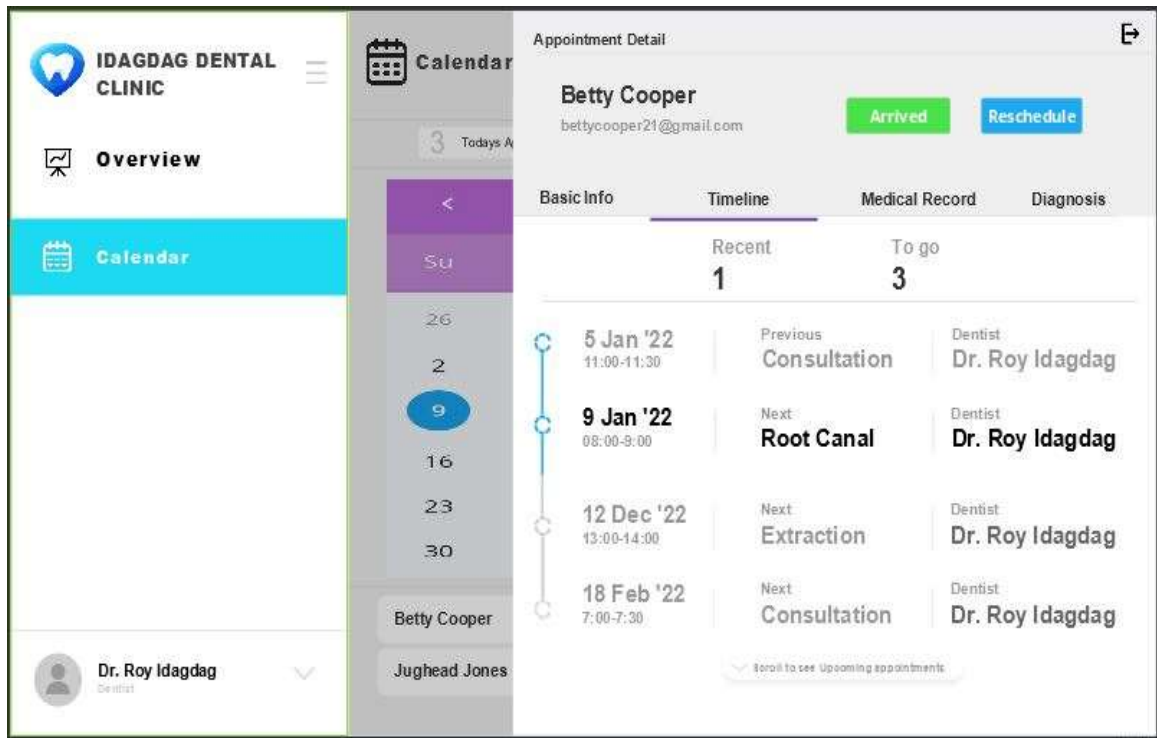 IDAGDAG DENTAL
CLINIC
Overview
Calendar
Dr. Roy Idagdag
Dentist
Calendar
3 Todays A
<
Su
26
2
9
16
23
30
Betty Cooper
Jughead Jones
Appointment Detail
Betty Cooper
bettycooper21@gmail.com
Arrived
Reschedule
Basic Info Timeline Medical Record Diagnosis
Recent To go
1 3
5 Jan '22
11:00-11:30
Previous
Consultation
Dentist
Dr. Roy Idagdag
9 Jan '22
08:00-9:00
Next
Root Canal
Dentist
Dr. Roy Idagdag
12 Dec '22
13:00-14:00
Next
Extraction
Dentist
Dr. Roy Idagdag
18 Feb '22
7:00-7:30
Next
Consultation
Dentist
Dr. Roy Idagdag
Scroll to see Upcoming appointments